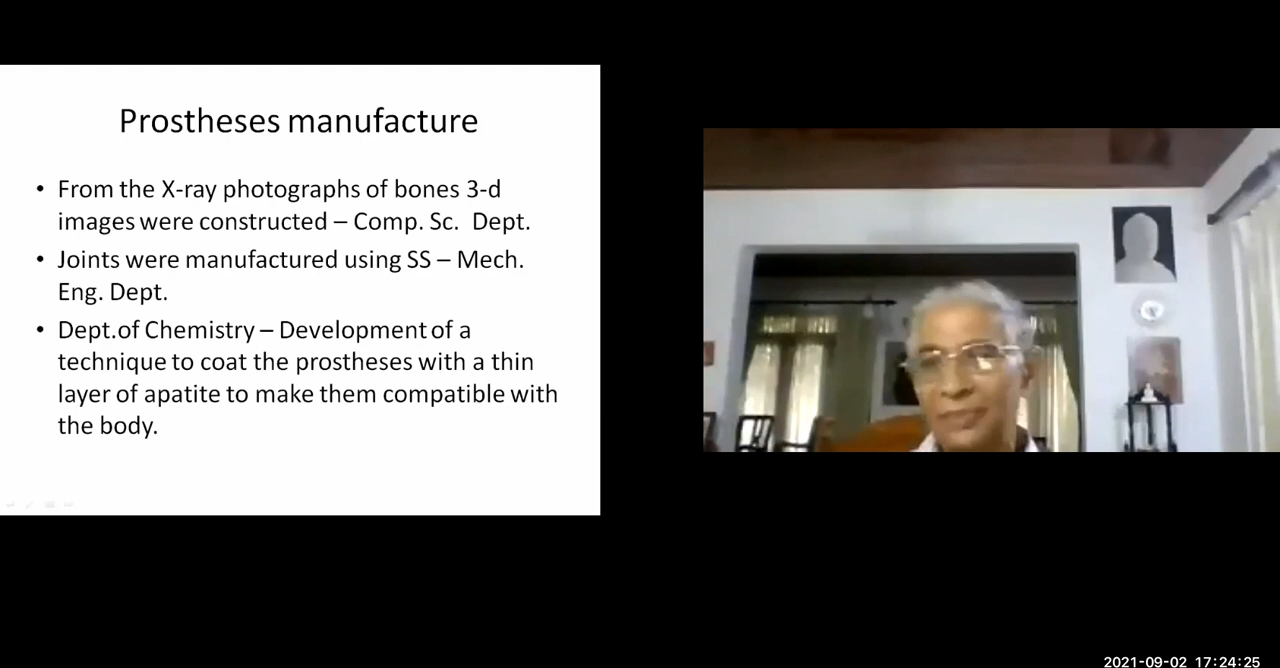 Prostheses manufacture
• From the X-ray photographs of bones 3-d
images were constructed – Comp. Sc.  Dept.
• Joints were manufactured using SS – Mech.
Eng. Dept.
• Dept.of Chemistry – Development of a
technique to coat the prostheses with a thin
layer of apatite to make them compatible with
the body.
2021-09-02 17:24:25